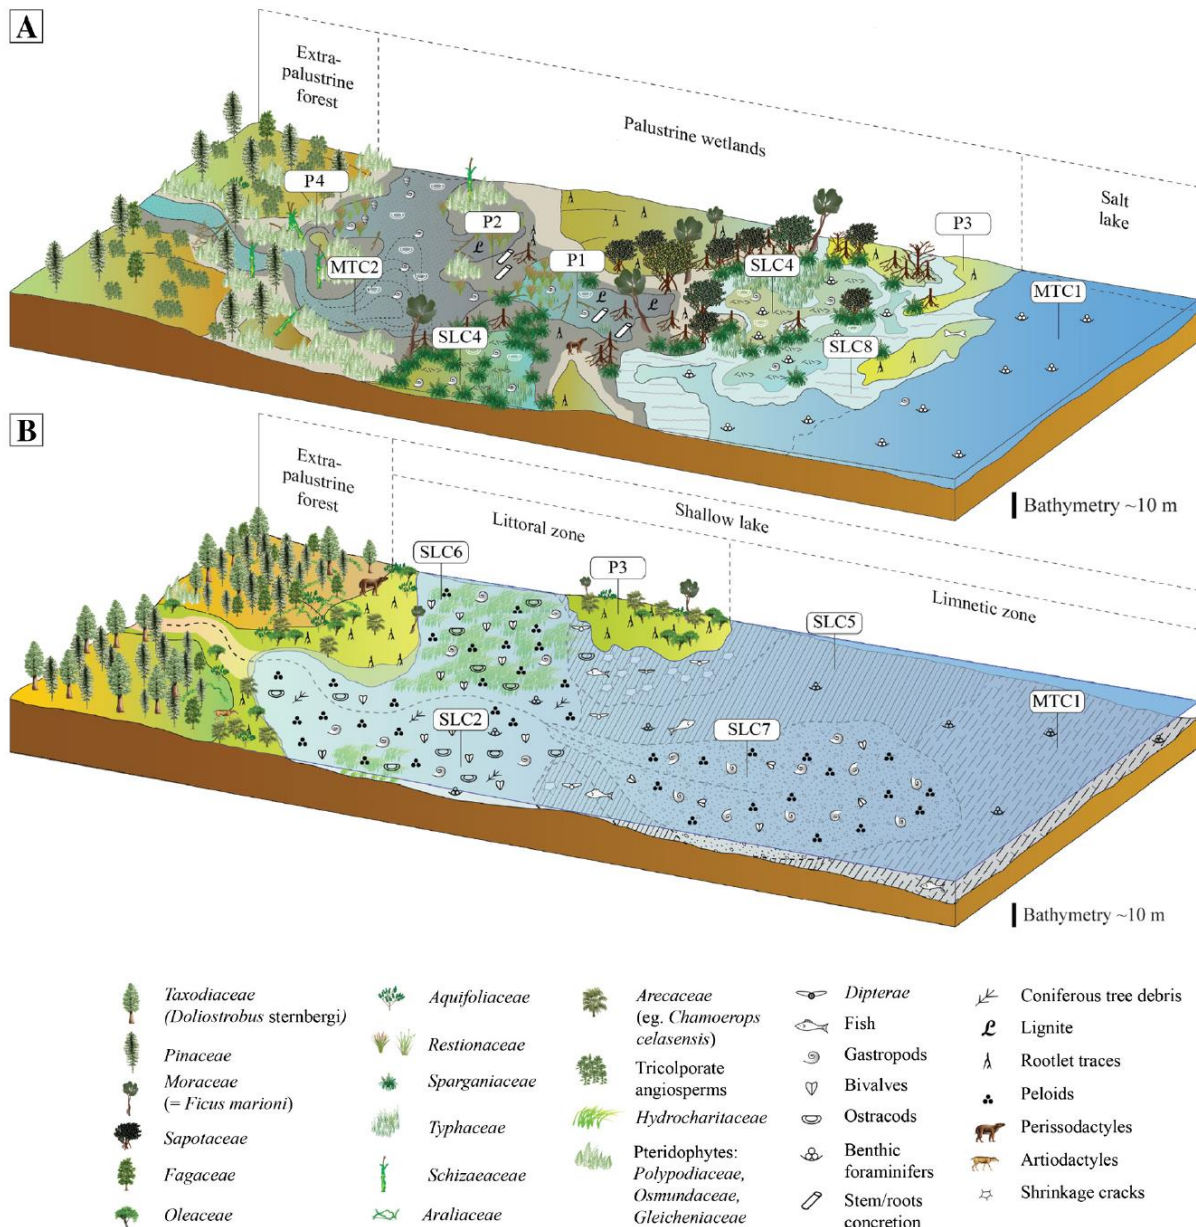 A
Extra-
palustrine
forest
Palustrine wetlands
Salt
lake
P4
P2
P3
MTC2
P1
SLC4
MTC1
SLC4
SLC8
ℒ
ℒ
ℒ
Bathymetry ~10 m
B
Extra-
palustrine
forest
Shallow lake
Littoral zone
Limnetic zone
SLC6
P3
SLC5
MTC1
SLC2
SLC7
Bathymetry ~10 m
Taxodiaceae
(Doliostrobus sternbergi)
Pinaceae
Moraceae
(= Ficus marioni)
Sapotaceae
Fagaceae
Oleaceae
Aquifoliaceae
Restionaceae
Sparganiaceae
Typhaceae
Schizaeaceae
Araliaceae
Arecaceae
(eg. Chamoerops
celasensis)
Tricolporate
angiosperms
Hydrocharitaceae
Pteridophytes:
Polypodiaceae,
Osmundaceae,
Gleicheniaceae
Dipterae
Fish
Gastropods
Bivalves
Ostracods
Benthic
foraminifers
Stem/roots
concretion
Coniferous tree debris
ℒ Lignite
Rootlet traces
Peloids
Perissodactyles
Artiodactyles
Shrinkage cracks